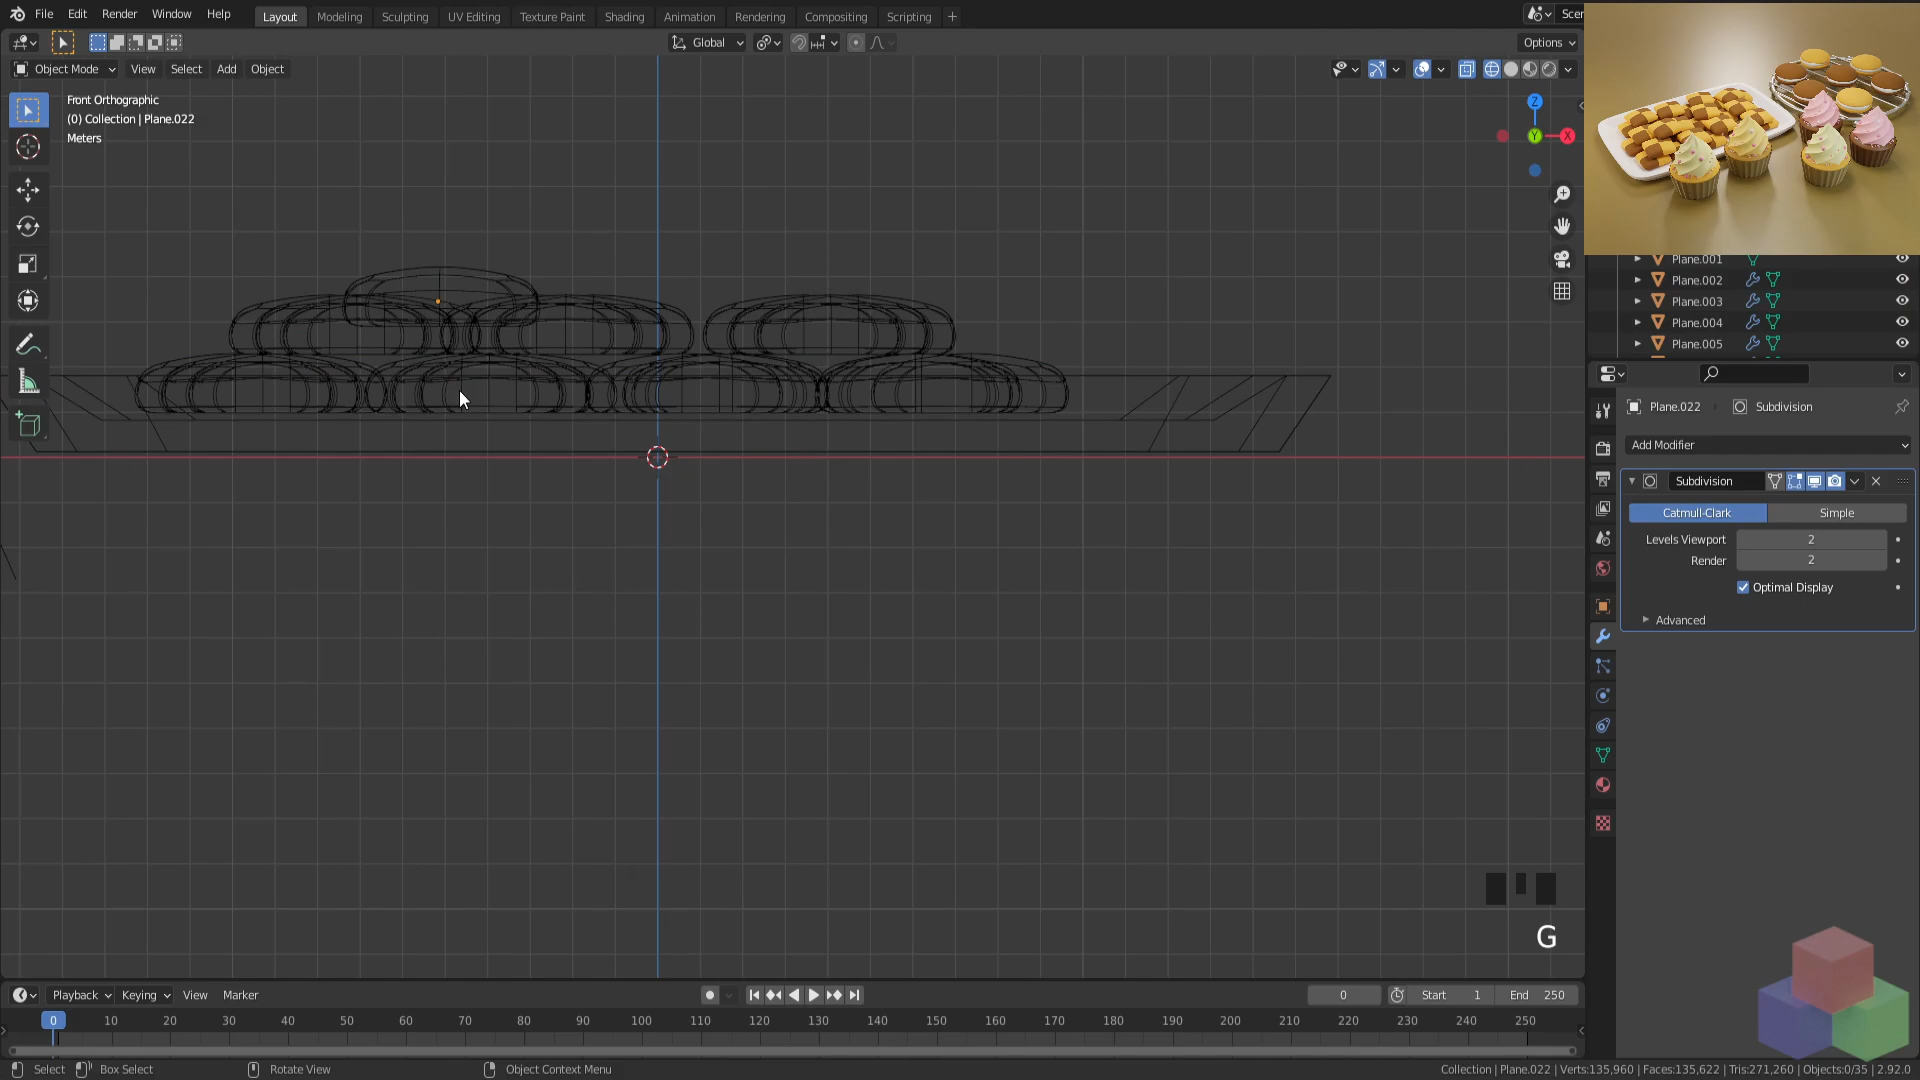 File Edit Render Window Help
Layout Modeling Sculpting UV Editing Texture Paint Shading Animation Rendering Compositing Scripting +
Global
Options
Object Mode View Select Add Object
Front Orthographic
(0) Collection | Plane.022
Meters
Z
Y
X
Plane.001
Plane.002
Plane.003
Plane.004
Plane.005
Plane.022 Subdivision
Add Modifier
Subdivision
Catmull-Clark Simple
Levels Viewport 2
Render 2
Optimal Display
Advanced
G
Playback Keying View Marker
0 Start 1 End 250
0 10 20 30 40 50 60 70 80 90 100 110 120 130 140 150 160 170 180 190 200 210 220 230 240 250
Select Box Select Rotate View Object Context Menu
Collection | Plane.022 | Verts:135,960 | Faces:135,622 | Tris:271,260 | Objects:0/35 | 2.92.0